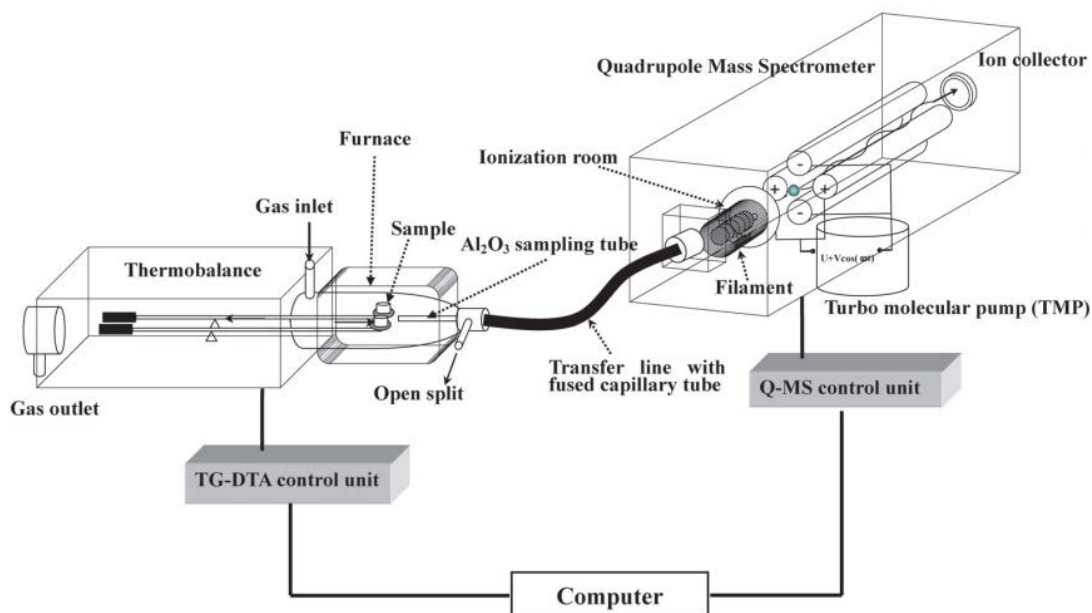 Quadrupole Mass Spectrometer
Ion collector
Furnace
Ionization room
Gas inlet
Sample
Al₂O₃ sampling tube
Thermobalance
-
+
+
-
U+Vcos(ωt)
Filament
Turbo molecular pump (TMP)
Transfer line with
fused capillary tube
Open split
Gas outlet
Q-MS control unit
TG-DTA control unit
Computer